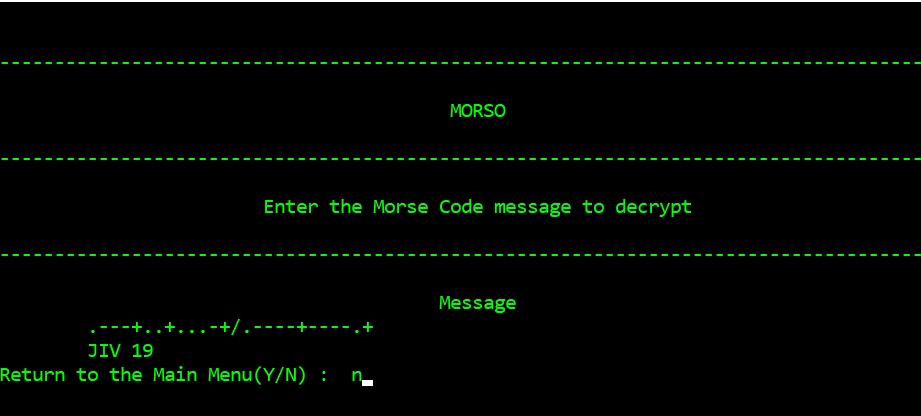 MORSO
Enter the Morse Code message to decrypt
Message
.---+..+...-+/.----+----.+
JIV 19
Return to the Main Menu(Y/N) :  n